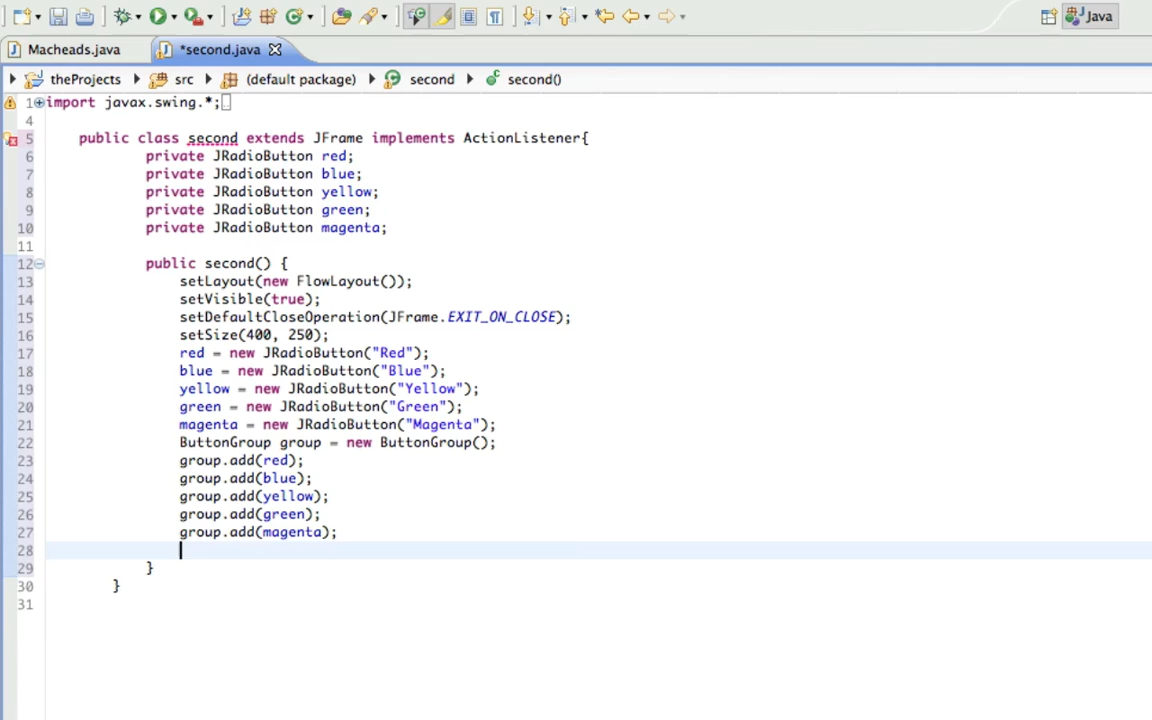 Java
Macheads.java
*second.java
theProjects src (default package) second second()
1 import javax.swing.*;
4
5 public class second extends JFrame implements ActionListener{
6 private JRadioButton red;
7 private JRadioButton blue;
8 private JRadioButton yellow;
9 private JRadioButton green;
10 private JRadioButton magenta;
11
12 public second() {
13 setLayout(new FlowLayout());
14 setVisible(true);
15 setDefaultCloseOperation(JFrame.EXIT_ON_CLOSE);
16 setSize(400, 250);
17 red = new JRadioButton("Red");
18 blue = new JRadioButton("Blue");
19 yellow = new JRadioButton("Yellow");
20 green = new JRadioButton("Green");
21 magenta = new JRadioButton("Magenta");
22 ButtonGroup group = new ButtonGroup();
23 group.add(red);
24 group.add(blue);
25 group.add(yellow);
26 group.add(green);
27 group.add(magenta);
28
29 }
30 }
31